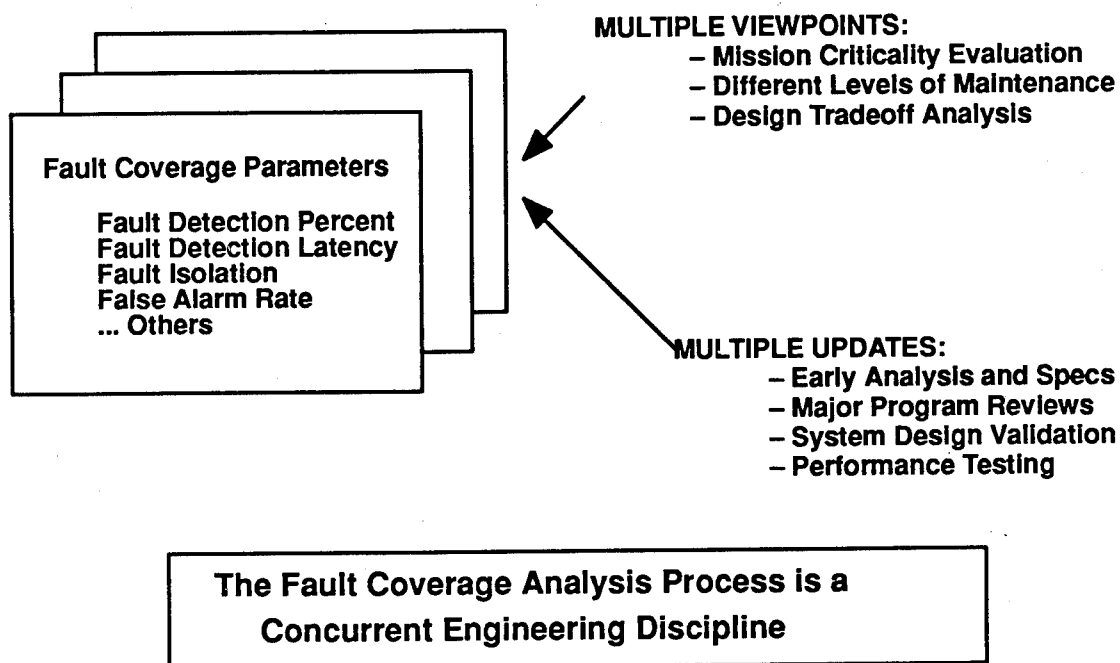 MULTIPLE VIEWPOINTS:
– Mission Criticality Evaluation
– Different Levels of Maintenance
– Design Tradeoff Analysis
Fault Coverage Parameters
Fault Detection Percent
Fault Detection Latency
Fault Isolation
False Alarm Rate
... Others
MULTIPLE UPDATES:
– Early Analysis and Specs
– Major Program Reviews
– System Design Validation
– Performance Testing
The Fault Coverage Analysis Process is a
Concurrent Engineering Discipline